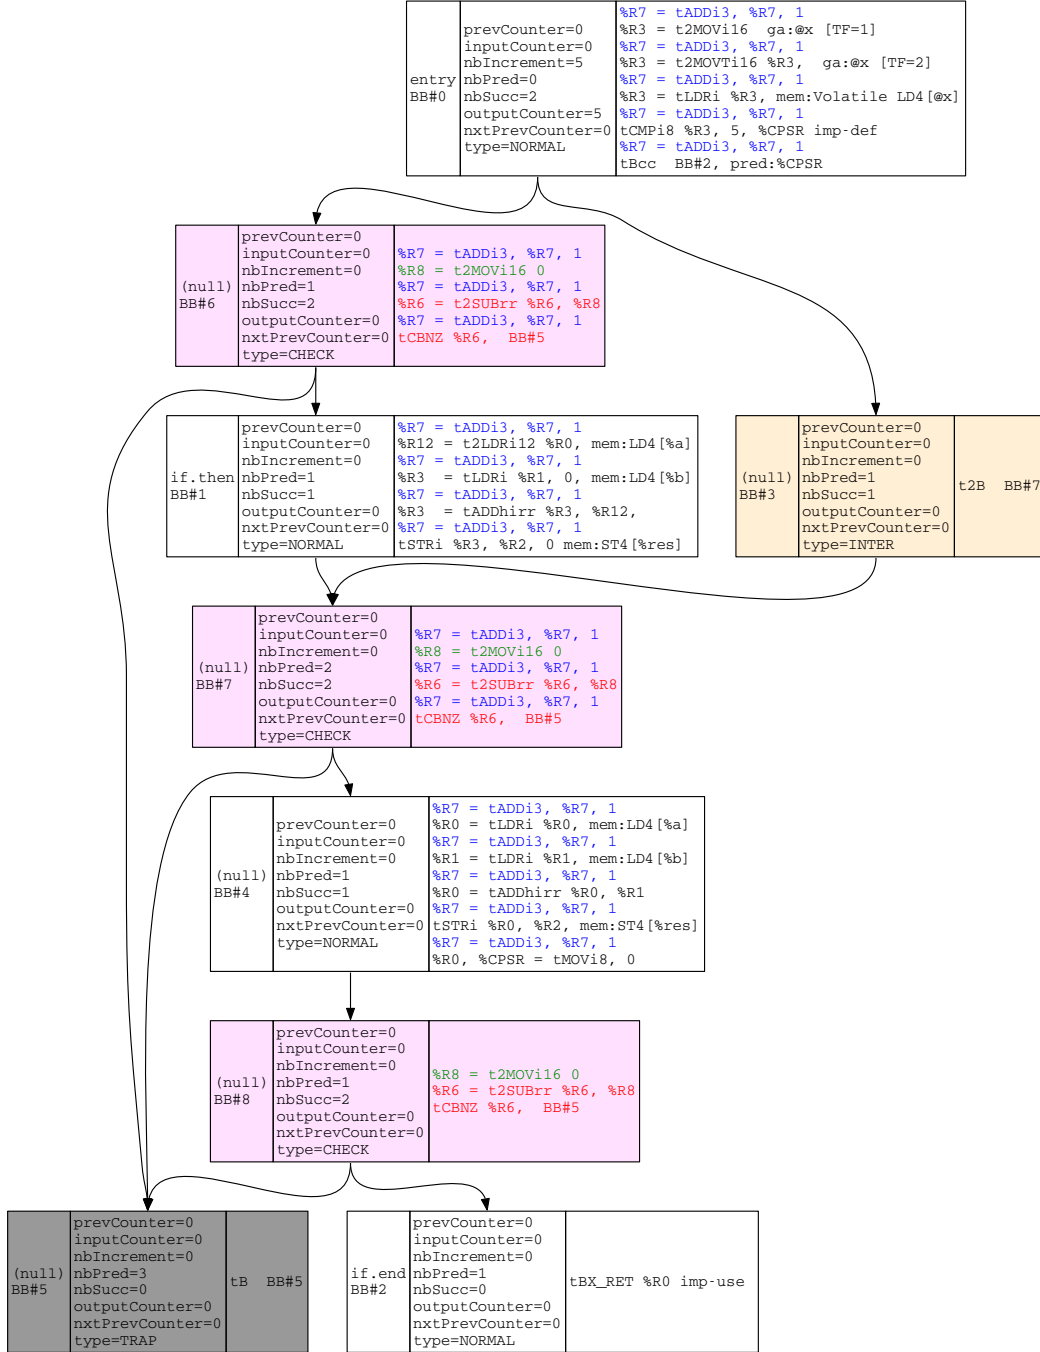 entry
BB#0
prevCounter=0
inputCounter=0
nbIncrement=5
nbPred=0
nbSucc=2
outputCounter=5
nxtPrevCounter=0
type=NORMAL
%R7 = tADDi3, %R7, 1
%R3 = t2MOVi16  ga:@x [TF=1]
%R7 = tADDi3, %R7, 1
%R3 = t2MOVTi16 %R3,  ga:@x [TF=2]
%R7 = tADDi3, %R7, 1
%R3 = tLDRi %R3, mem:Volatile LD4[@x]
%R7 = tADDi3, %R7, 1
tCMPi8 %R3, 5, %CPSR imp-def
%R7 = tADDi3, %R7, 1
tBcc  BB#2, pred:%CPSR
(null)
BB#6
prevCounter=0
inputCounter=0
nbIncrement=0
nbPred=1
nbSucc=2
outputCounter=0
nxtPrevCounter=0
type=CHECK
%R7 = tADDi3, %R7, 1
%R8 = t2MOVi16 0
%R7 = tADDi3, %R7, 1
%R6 = t2SUBrr %R6, %R8
%R7 = tADDi3, %R7, 1
tCBNZ %R6,  BB#5
if.then
BB#1
prevCounter=0
inputCounter=0
nbIncrement=0
nbPred=1
nbSucc=1
outputCounter=0
nxtPrevCounter=0
type=NORMAL
%R7 = tADDi3, %R7, 1
%R12 = t2LDRi12 %R0, mem:LD4[%a]
%R7 = tADDi3, %R7, 1
%R3  = tLDRi %R1, 0, mem:LD4[%b]
%R7 = tADDi3, %R7, 1
%R3  = tADDhirr %R3, %R12,
%R7 = tADDi3, %R7, 1
tSTRi %R3, %R2, 0 mem:ST4[%res]
(null)
BB#3
prevCounter=0
inputCounter=0
nbIncrement=0
nbPred=1
nbSucc=1
outputCounter=0
nxtPrevCounter=0
type=INTER
t2B  BB#7
(null)
BB#7
prevCounter=0
inputCounter=0
nbIncrement=0
nbPred=2
nbSucc=2
outputCounter=0
nxtPrevCounter=0
type=CHECK
%R7 = tADDi3, %R7, 1
%R8 = t2MOVi16 0
%R7 = tADDi3, %R7, 1
%R6 = t2SUBrr %R6, %R8
%R7 = tADDi3, %R7, 1
tCBNZ %R6,  BB#5
(null)
BB#4
prevCounter=0
inputCounter=0
nbIncrement=0
nbPred=1
nbSucc=1
outputCounter=0
nxtPrevCounter=0
type=NORMAL
%R7 = tADDi3, %R7, 1
%R0 = tLDRi %R0, mem:LD4[%a]
%R7 = tADDi3, %R7, 1
%R1 = tLDRi %R1, mem:LD4[%b]
%R7 = tADDi3, %R7, 1
%R0 = tADDhirr %R0, %R1
%R7 = tADDi3, %R7, 1
tSTRi %R0, %R2, mem:ST4[%res]
%R7 = tADDi3, %R7, 1
%R0, %CPSR = tMOVi8, 0
(null)
BB#8
prevCounter=0
inputCounter=0
nbIncrement=0
nbPred=1
nbSucc=2
outputCounter=0
nxtPrevCounter=0
type=CHECK
%R8 = t2MOVi16 0
%R6 = t2SUBrr %R6, %R8
tCBNZ %R6,  BB#5
(null)
BB#5
prevCounter=0
inputCounter=0
nbIncrement=0
nbPred=3
nbSucc=0
outputCounter=0
nxtPrevCounter=0
type=TRAP
tB  BB#5
if.end
BB#2
prevCounter=0
inputCounter=0
nbIncrement=0
nbPred=1
nbSucc=0
outputCounter=0
nxtPrevCounter=0
type=NORMAL
tBX_RET %R0 imp-use